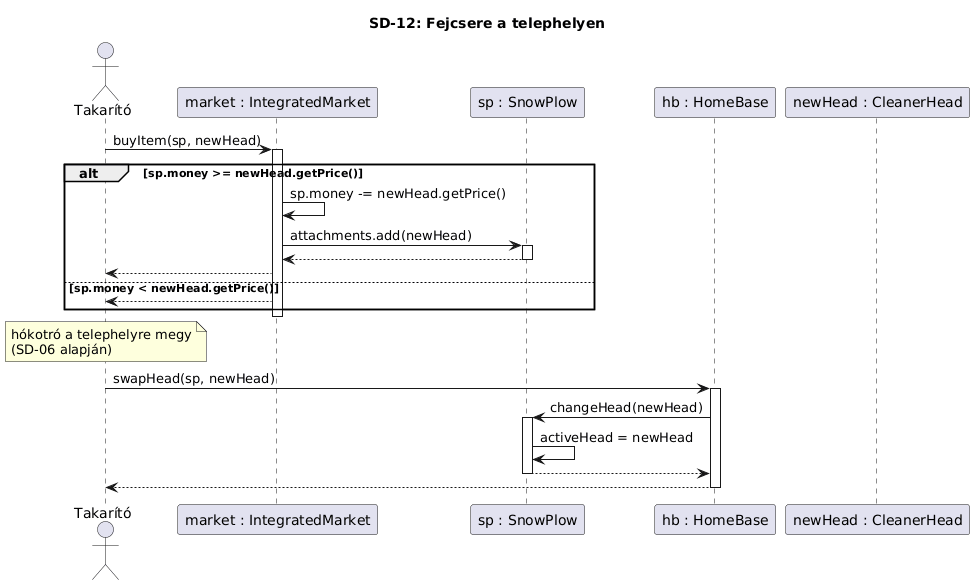 SD-12: Fejcsere a telephelyen
Takarító
market : IntegratedMarket
sp : SnowPlow
hb : HomeBase
newHead : CleanerHead
buyItem(sp, newHead)
alt
[sp.money >= newHead.getPrice()]
sp.money -= newHead.getPrice()
attachments.add(newHead)
[sp.money < newHead.getPrice()]
hókotró a telephelyre megy
(SD-06 alapján)
swapHead(sp, newHead)
changeHead(newHead)
activeHead = newHead
Takarító
market : IntegratedMarket
sp : SnowPlow
hb : HomeBase
newHead : CleanerHead